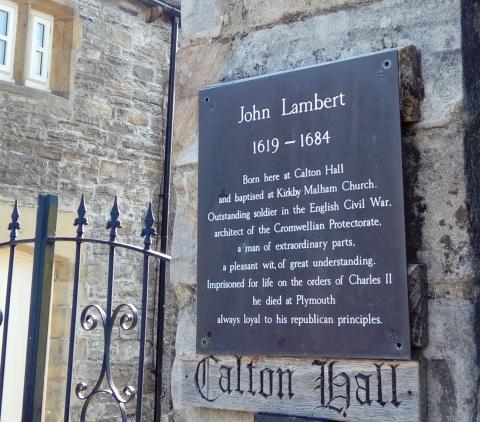 John Lambert
1619 – 1684
Born here at Calton Hall
and baptised at Kirkby Malham Church.
Outstanding soldier in the English Civil War,
architect of the Cromwellian Protectorate,
a man of extraordinary parts,
a pleasant wit, of great understanding.
Imprisoned for life on the orders of Charles II
he died at Plymouth
always loyal to his republican principles.
Calton Hall